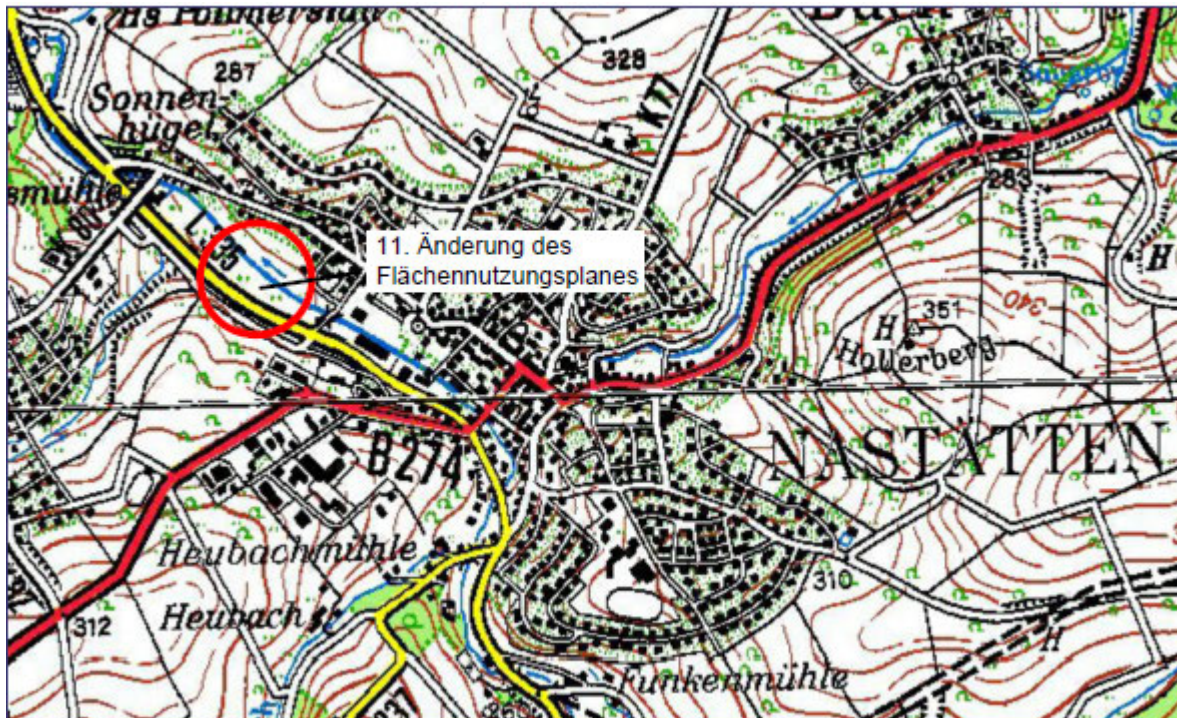 287
328
K77
Sonnen-
hügel
283
11. Änderung des
Flächennutzungsplanes
H
351
340
H
Hollerberg
NASTÄTTEN
B274
Heubachmühle
310
Heubach
312
H
Funkenmühle